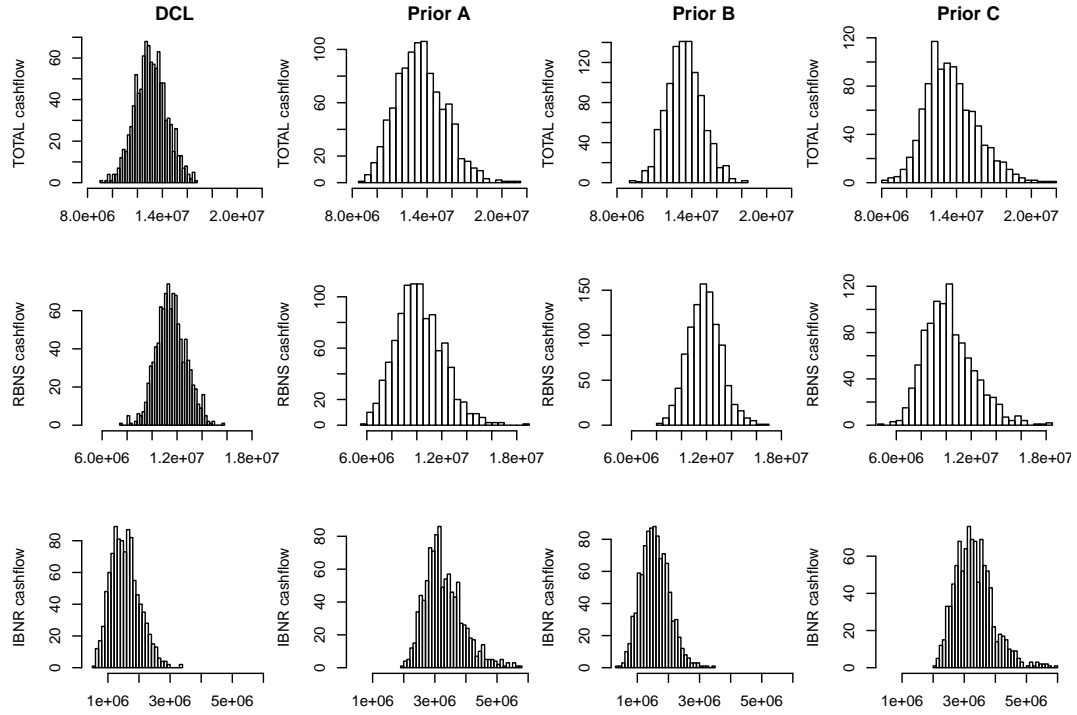 DCL
Prior A
Prior B
Prior C
TOTAL cashflow
0 20 40 60
8.0e+06 1.4e+07 2.0e+07
TOTAL cashflow
0 20 60 100
8.0e+06 1.4e+07 2.0e+07
TOTAL cashflow
0 40 80 140
8.0e+06 1.4e+07 2.0e+07
TOTAL cashflow
0 40 80 120
8.0e+06 1.4e+07 2.0e+07
RBNS cashflow
0 20 40 60
6.0e+06 1.2e+07 1.8e+07
RBNS cashflow
0 20 60 100
6.0e+06 1.2e+07 1.8e+07
RBNS cashflow
0 50 100 150
6.0e+06 1.2e+07 1.8e+07
RBNS cashflow
0 40 80 120
6.0e+06 1.2e+07 1.8e+07
IBNR cashflow
0 20 40 60 80
1e+06 3e+06 5e+06
IBNR cashflow
0 20 40 60 80
1e+06 3e+06 5e+06
IBNR cashflow
0 20 40 60 80
1e+06 3e+06 5e+06
IBNR cashflow
0 20 40 60
1e+06 3e+06 5e+06